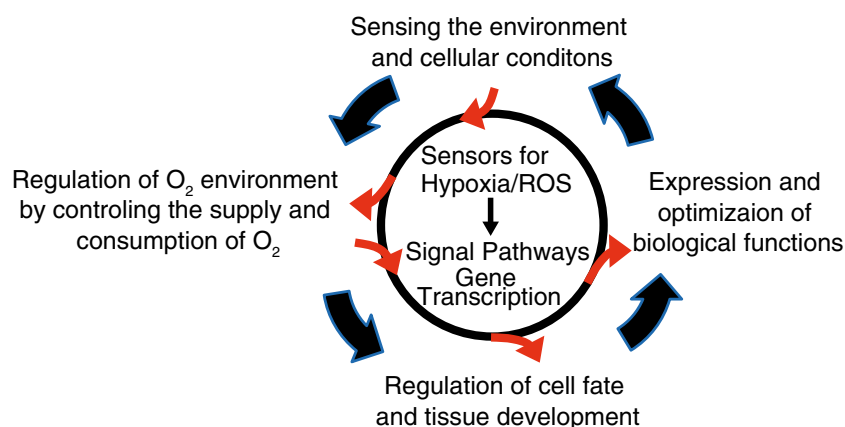 Sensing the environment
and cellular conditons
Sensors for
Hypoxia/ROS
Regulation of O₂ environment
by controling the supply and
consumption of O₂
Expression and
optimizaion of
biological functions
Signal Pathways
Gene
Transcription
Regulation of cell fate
and tissue development